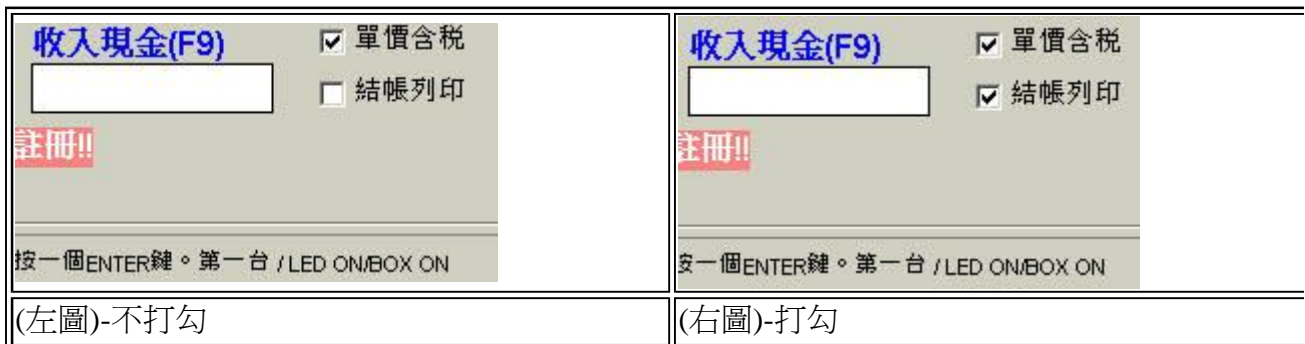 收入現金(F9)
單價含税
結帳列印
註冊!!
按一個ENTER鍵。第一台 / LED ON/BOX ON
(左圖)-不打勾
收入現金(F9)
單價含税
結帳列印
註冊!!
按一個ENTER鍵。第一台 / LED ON/BOX ON
(右圖)-打勾